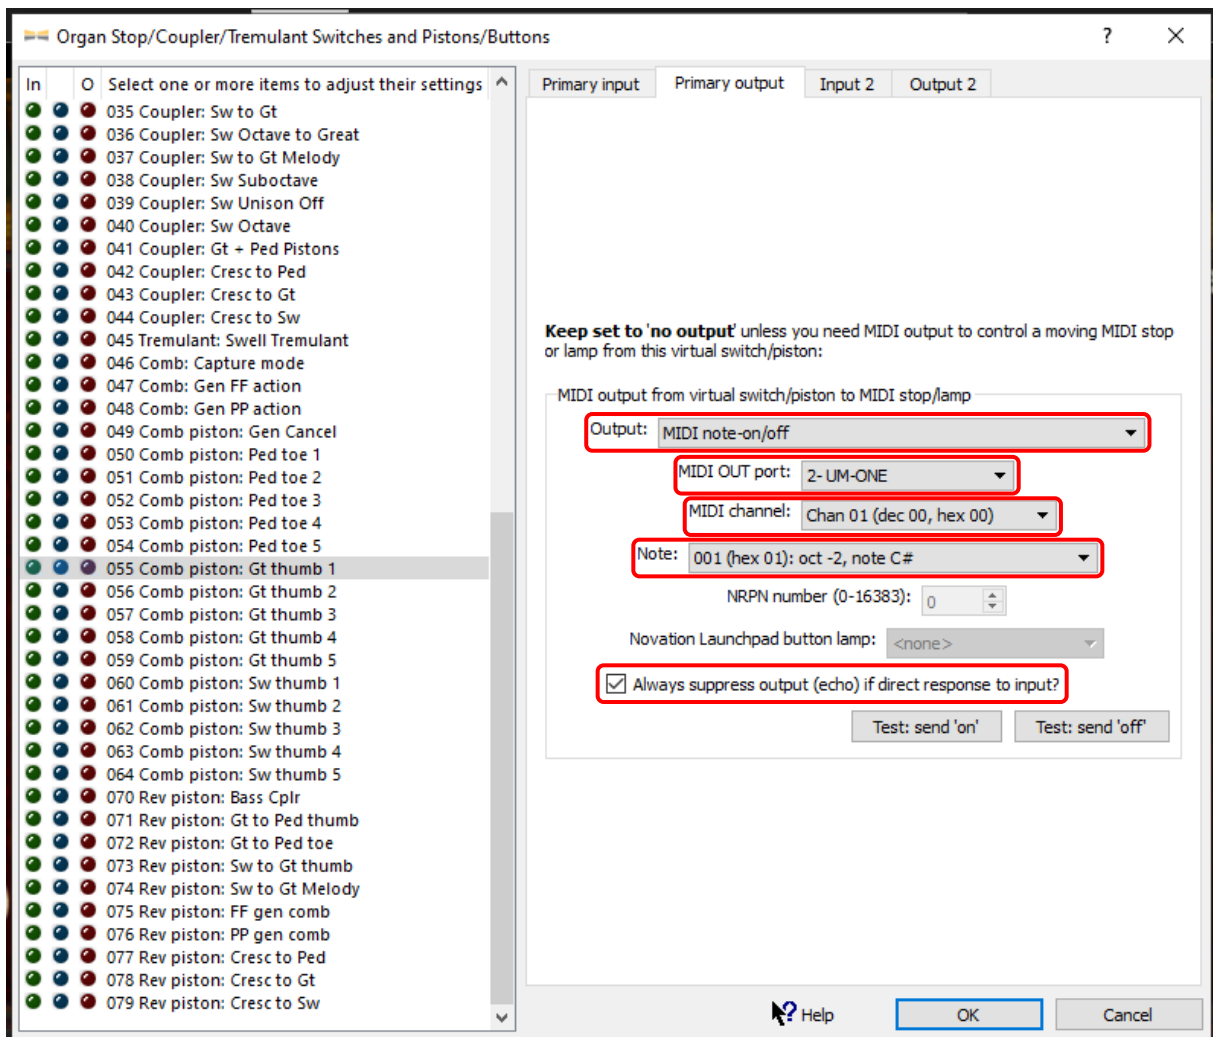 Organ Stop/Coupler/Tremulant Switches and Pistons/Buttons
?
In O Select one or more items to adjust their settings
035 Coupler: Sw to Gt
036 Coupler: Sw Octave to Great
037 Coupler: Sw to Gt Melody
038 Coupler: Sw Suboctave
039 Coupler: Sw Unison Off
040 Coupler: Sw Octave
041 Coupler: Gt + Ped Pistons
042 Coupler: Cresc to Ped
043 Coupler: Cresc to Gt
044 Coupler: Cresc to Sw
045 Tremulant: Swell Tremulant
046 Comb: Capture mode
047 Comb: Gen FF action
048 Comb: Gen PP action
049 Comb piston: Gen Cancel
050 Comb piston: Ped toe 1
051 Comb piston: Ped toe 2
052 Comb piston: Ped toe 3
053 Comb piston: Ped toe 4
054 Comb piston: Ped toe 5
055 Comb piston: Gt thumb 1
056 Comb piston: Gt thumb 2
057 Comb piston: Gt thumb 3
058 Comb piston: Gt thumb 4
059 Comb piston: Gt thumb 5
060 Comb piston: Sw thumb 1
061 Comb piston: Sw thumb 2
062 Comb piston: Sw thumb 3
063 Comb piston: Sw thumb 4
064 Comb piston: Sw thumb 5
070 Rev piston: Bass Cplr
071 Rev piston: Gt to Ped thumb
072 Rev piston: Gt to Ped toe
073 Rev piston: Sw to Gt thumb
074 Rev piston: Sw to Gt Melody
075 Rev piston: FF gen comb
076 Rev piston: PP gen comb
077 Rev piston: Cresc to Ped
078 Rev piston: Cresc to Gt
079 Rev piston: Cresc to Sw
Primary input Primary output Input 2 Output 2
Keep set to 'no output' unless you need MIDI output to control a moving MIDI stop
or lamp from this virtual switch/piston:
MIDI output from virtual switch/piston to MIDI stop/lamp
Output: MIDI note-on/off
MIDI OUT port: 2- UM-ONE
MIDI channel: Chan 01 (dec 00, hex 00)
Note: 001 (hex 01): oct -2, note C#
NRPN number (0-16383): 0
Novation Launchpad button lamp: <none>
Always suppress output (echo) if direct response to input?
Test: send 'on' Test: send 'off'
? Help OK Cancel